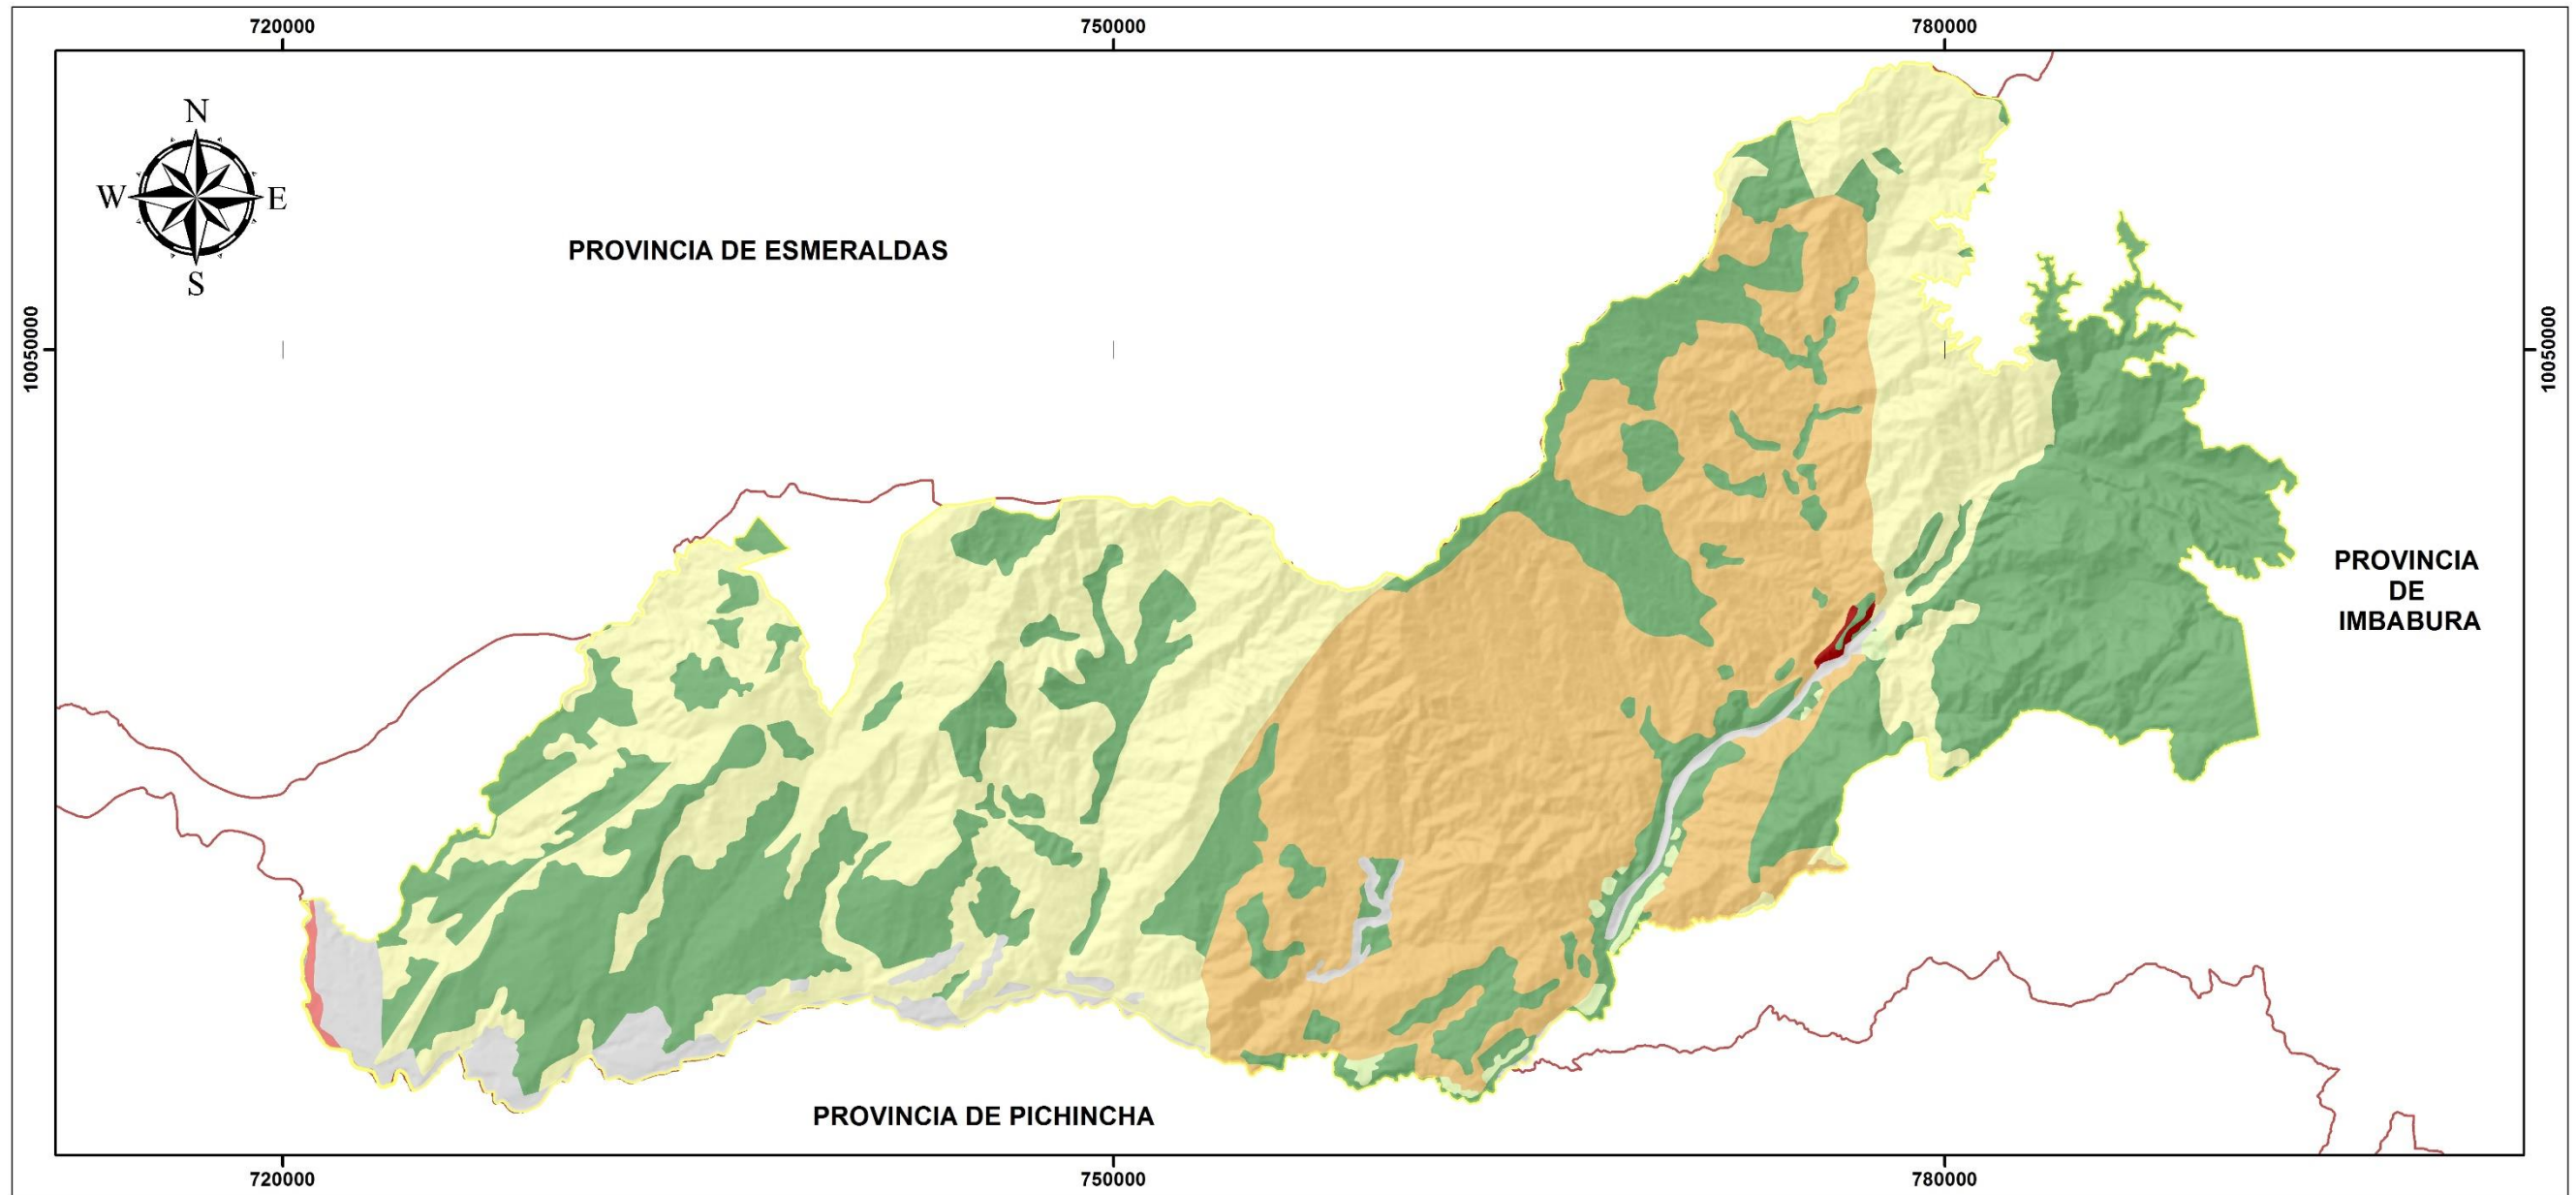 720000
750000
780000
N
W
E
S
PROVINCIA DE ESMERALDAS
10050000
10050000
PROVINCIA
DE
IMBABURA
PROVINCIA DE PICHINCHA
720000
750000
780000